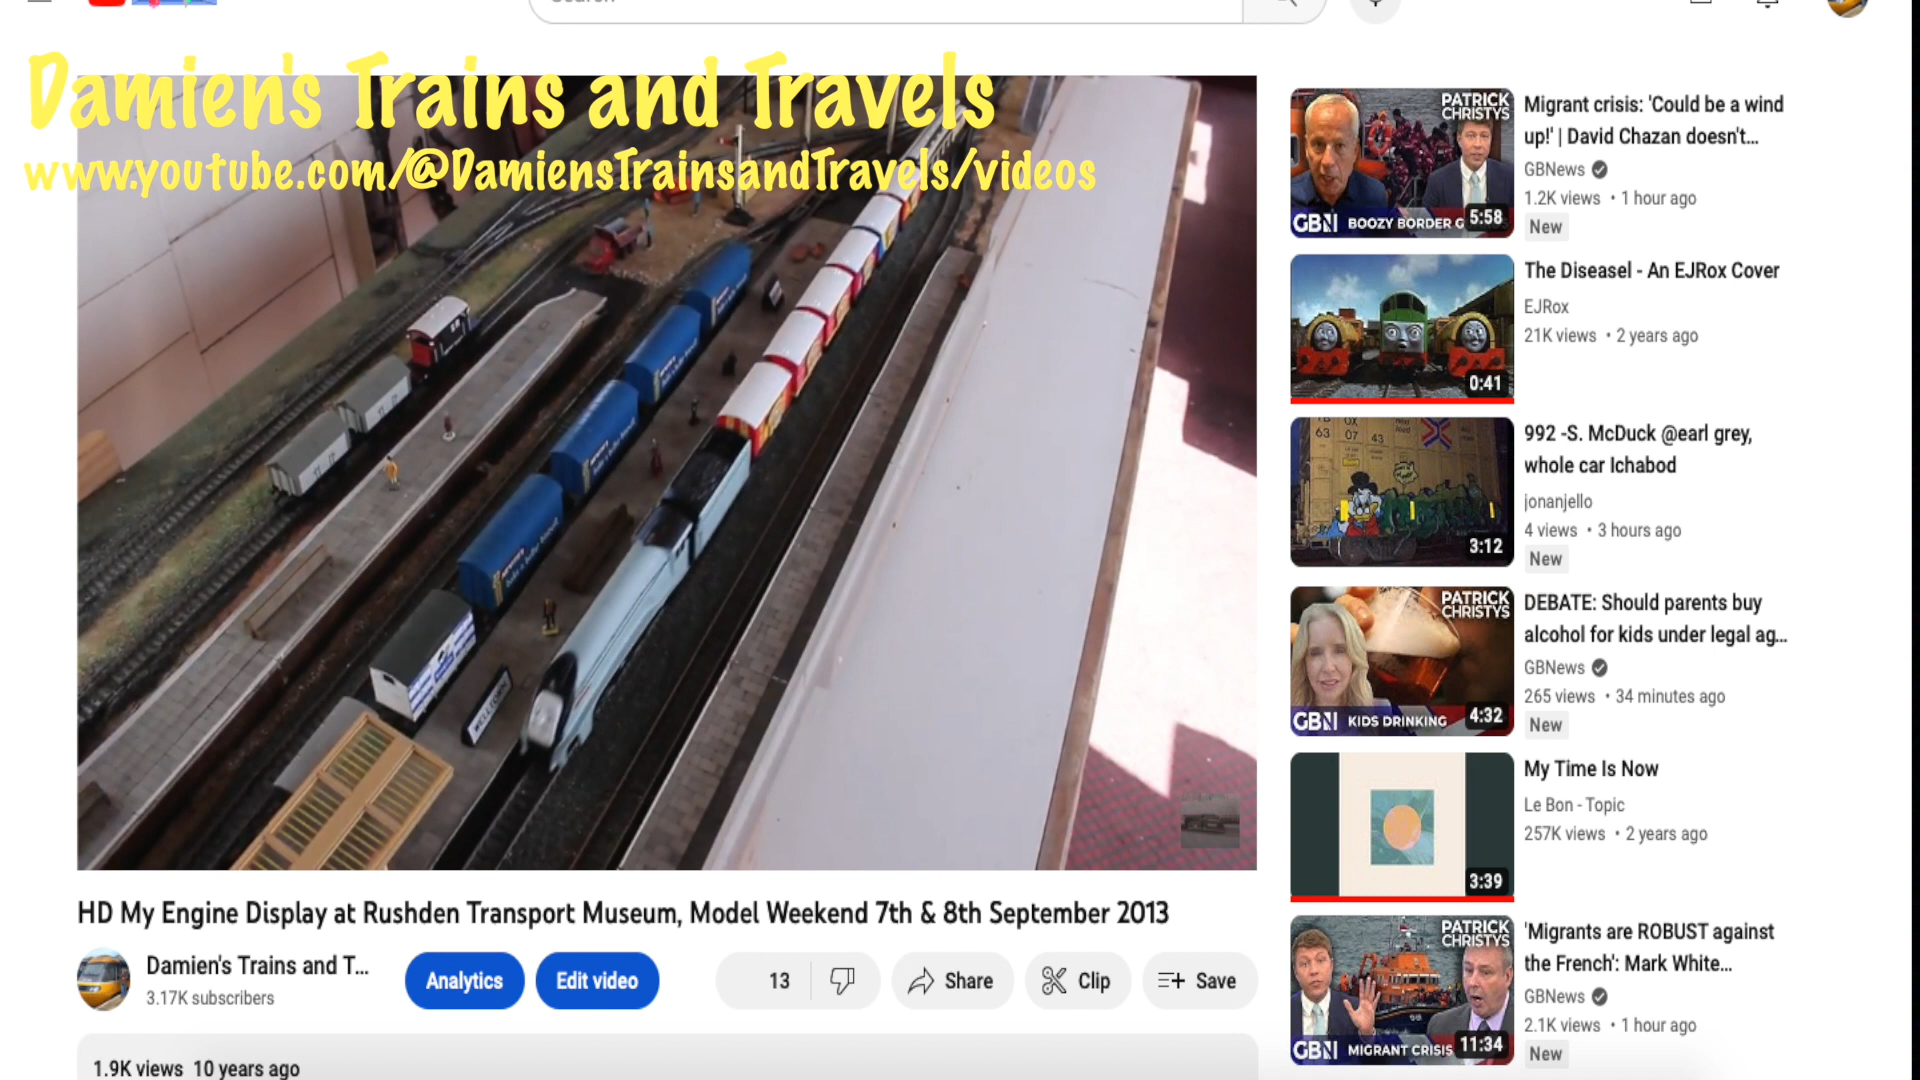 Damien's Trains and Travels
www.youtube.com/@DamiensTrainsandTravels/videos
WELLTORN
HD My Engine Display at Rushden Transport Museum, Model Weekend 7th & 8th September 2013
Damien's Trains and T...
3.17K subscribers
Analytics
Edit video
13
Share
Clip
Save
1.9K views 10 years ago
PATRICK
CHRISTYS
GBN BOOZY BORDER G
5:58
Migrant crisis: 'Could be a wind
up!' | David Chazan doesn't...
GBNews
1.2K views • 1 hour ago
New
0:41
The Diseasel - An EJRox Cover
EJRox
21K views • 2 years ago
63 07 43
3:12
992 -S. McDuck @earl grey,
whole car Ichabod
jonanjello
4 views • 3 hours ago
New
PATRICK
CHRISTYS
GBN KIDS DRINKING
4:32
DEBATE: Should parents buy
alcohol for kids under legal ag...
GBNews
265 views • 34 minutes ago
New
3:39
My Time Is Now
Le Bon - Topic
257K views • 2 years ago
PATRICK
CHRISTYS
GBN MIGRANT CRISIS
11:34
'Migrants are ROBUST against
the French': Mark White...
GBNews
2.1K views • 1 hour ago
New